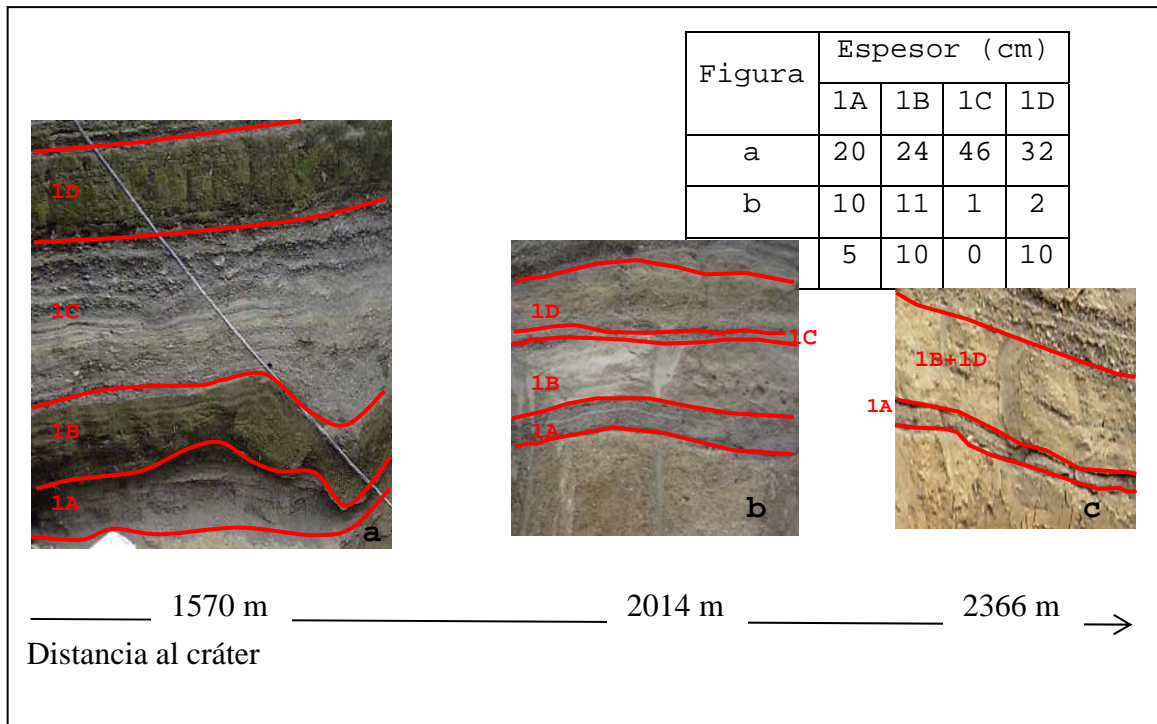 Figura
Espesor (cm)
1A 1B 1C 1D
a 20 24 46 32
b 10 11 1 2
5 10 0 10
1D
1C
1B
1A
a
1D
1C
1B
1A
b
1B+1D
1A
c
1570 m 2014 m 2366 m
Distancia al cráter